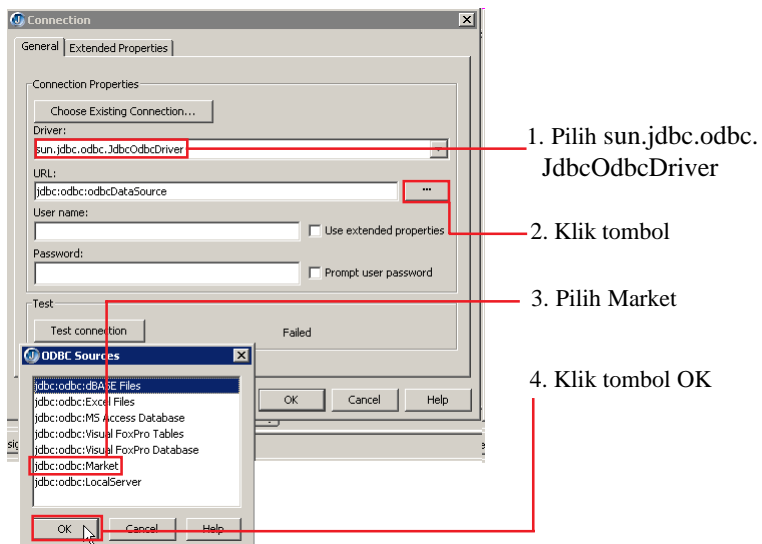 Connection
General
Extended Properties
Connection Properties
Choose Existing Connection...
Driver:
sun.jdbc.odbc.JdbcOdbcDriver
URL:
jdbc:odbc:odbcDataSource
...
User name:
Use extended properties
Password:
Prompt user password
Test
Test connection
Failed
OK
Cancel
Help
ODBC Sources
jdbc:odbc:dBASE Files
jdbc:odbc:Excel Files
jdbc:odbc:MS Access Database
jdbc:odbc:Visual FoxPro Tables
jdbc:odbc:Visual FoxPro Database
jdbc:odbc:Market
jdbc:odbc:LocalServer
OK
Cancel
Help
1. Pilih sun.jdbc.odbc.
JdbcOdbcDriver
2. Klik tombol
3. Pilih Market
4. Klik tombol OK